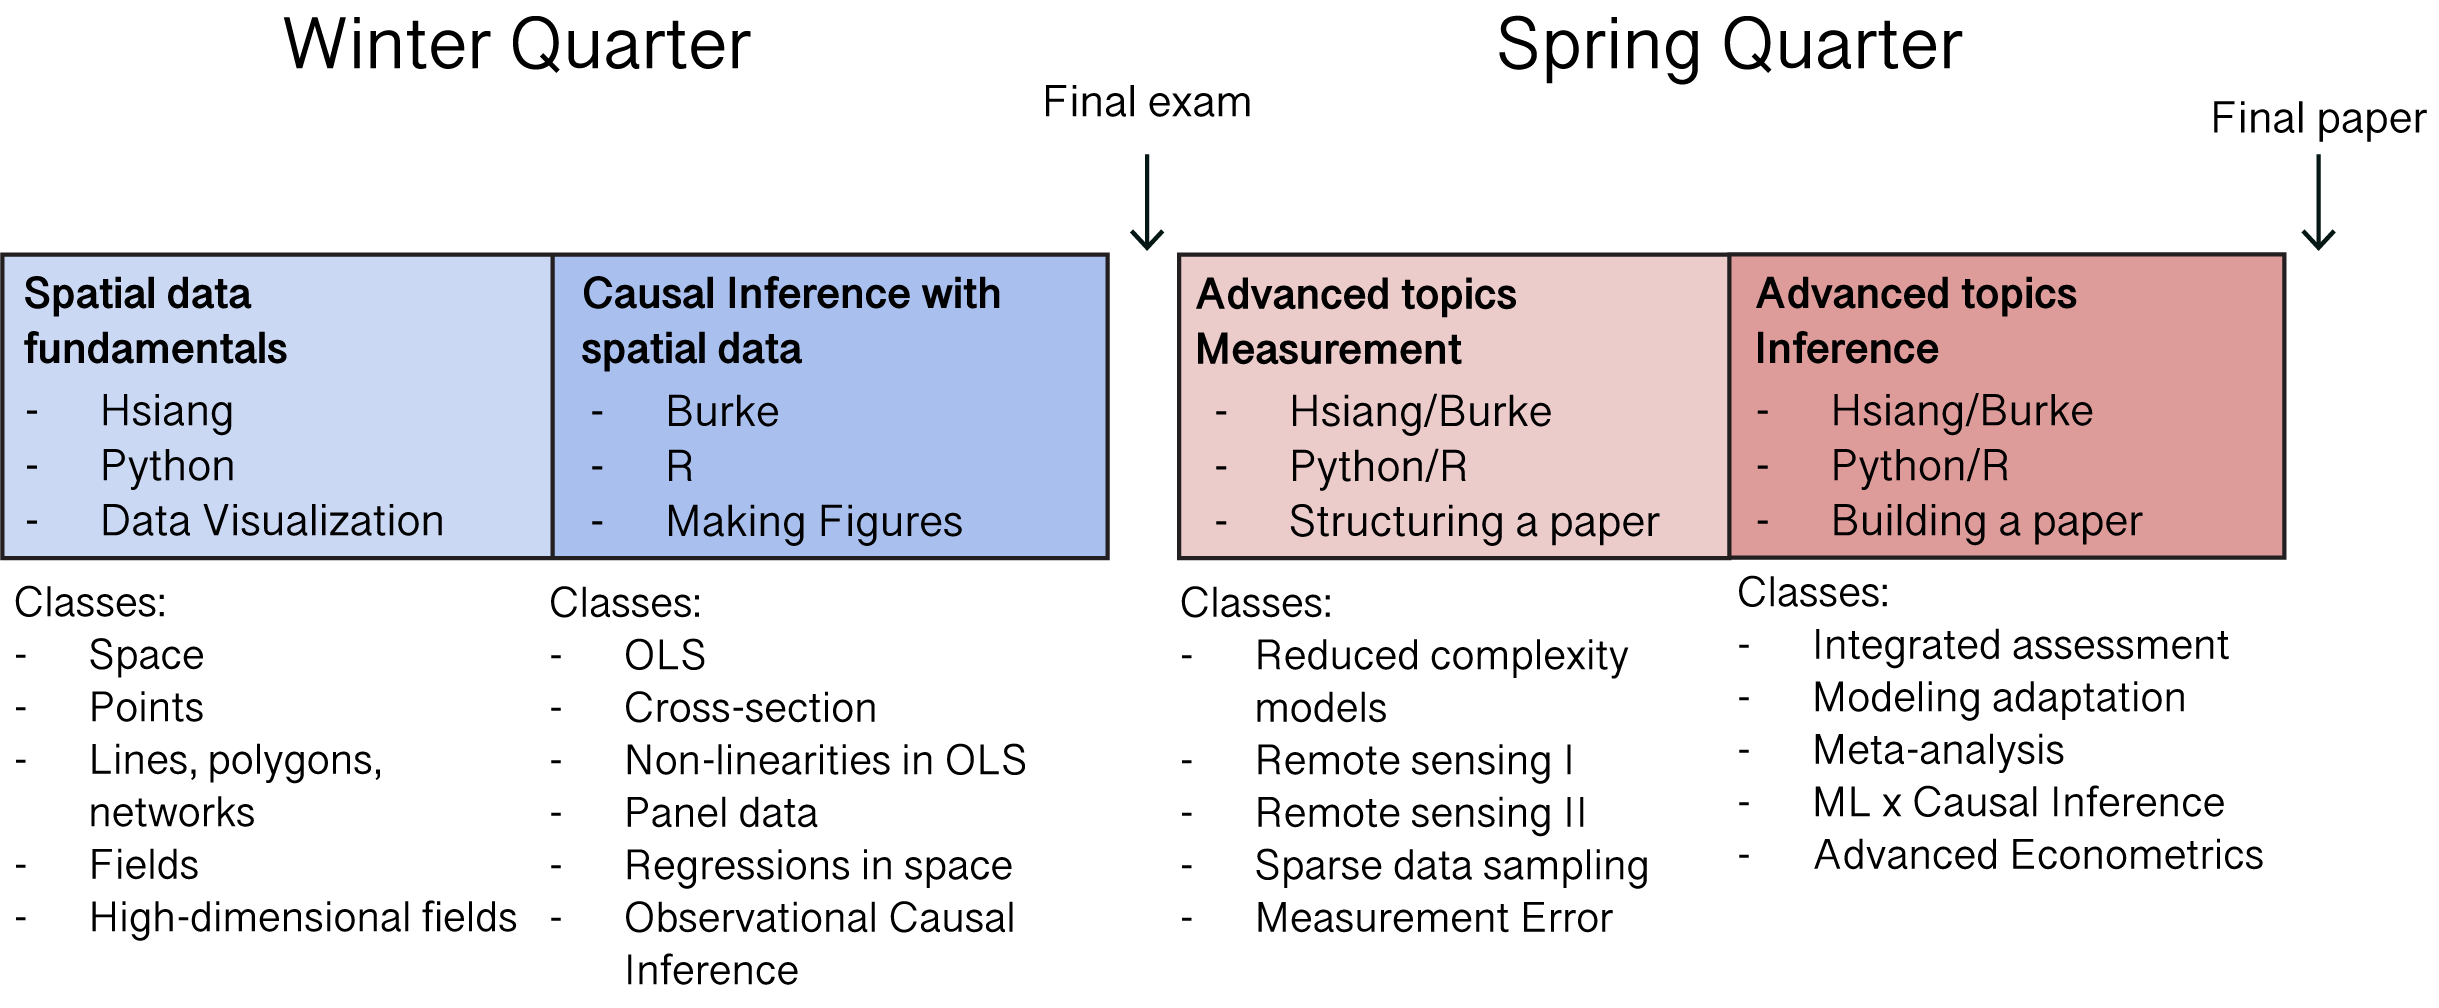 Winter Quarter
Spring Quarter
Final exam
Final paper
Spatial data
fundamentals
- Hsiang
- Python
- Data Visualization
Causal Inference with
spatial data
- Burke
- R
- Making Figures
Advanced topics
Measurement
- Hsiang/Burke
- Python/R
- Structuring a paper
Advanced topics
Inference
- Hsiang/Burke
- Python/R
- Building a paper
Classes:
- Space
- Points
- Lines, polygons,
networks
- Fields
- High-dimensional fields
Classes:
- OLS
- Cross-section
- Non-linearities in OLS
- Panel data
- Regressions in space
- Observational Causal
Inference
Classes:
- Reduced complexity
models
- Remote sensing I
- Remote sensing II
- Sparse data sampling
- Measurement Error
Classes:
- Integrated assessment
- Modeling adaptation
- Meta-analysis
- ML x Causal Inference
- Advanced Econometrics